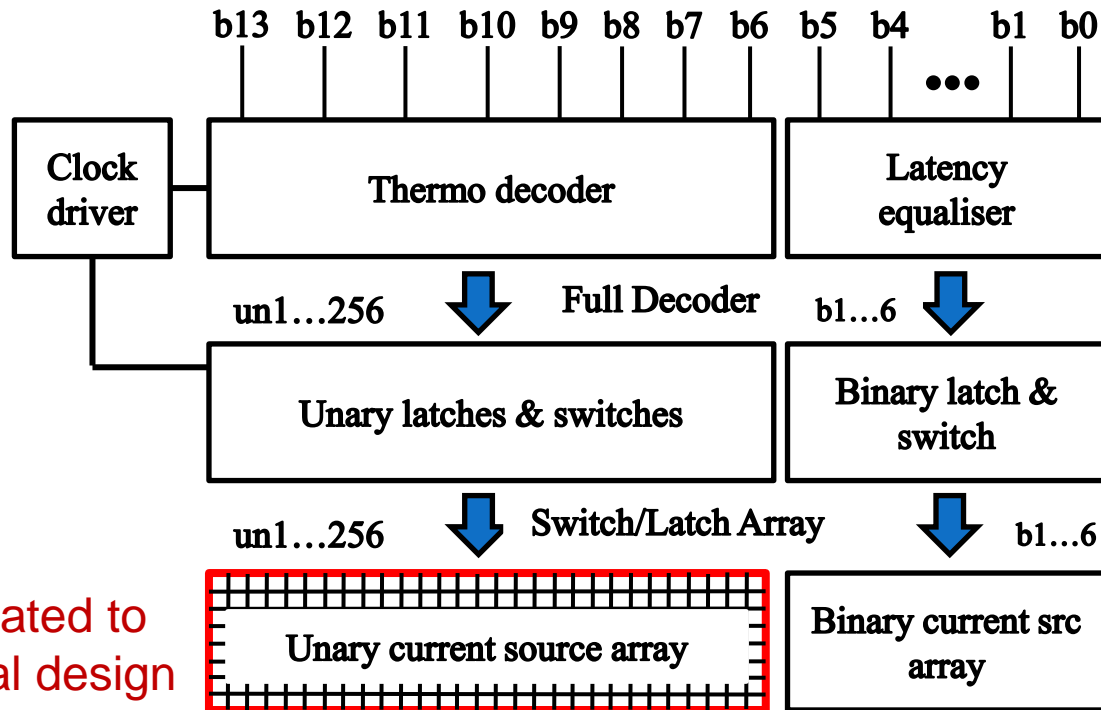 b13 b12 b11 b10 b9 b8 b7 b6 b5 b4 ••• b1 b0
Clock
driver
Thermo decoder
Latency
equaliser
un1...256
Full Decoder
b1...6
Unary latches & switches
Binary latch &
switch
un1...256
Switch/Latch Array
b1...6
ated to
al design
Unary current source array
Binary current src
array